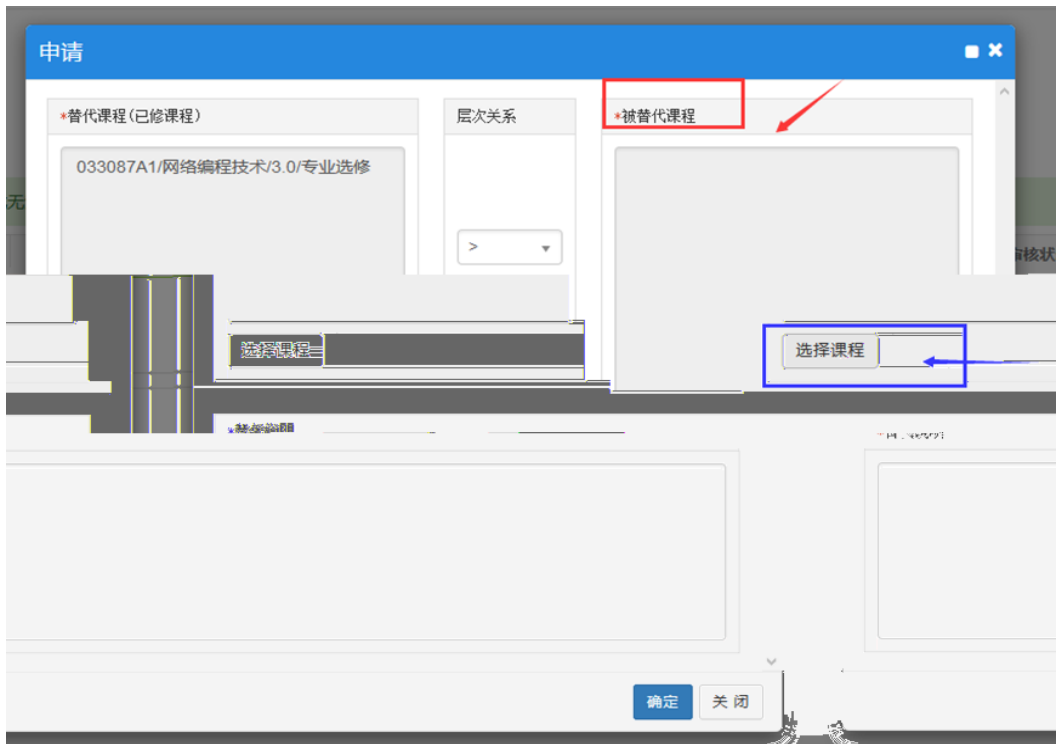 申请
*替代课程(已修课程)
层次关系
*被替代课程
033087A1/网络编程技术/3.0/专业选修
无
>
审核状
选择课程
选择课程
确定
关闭